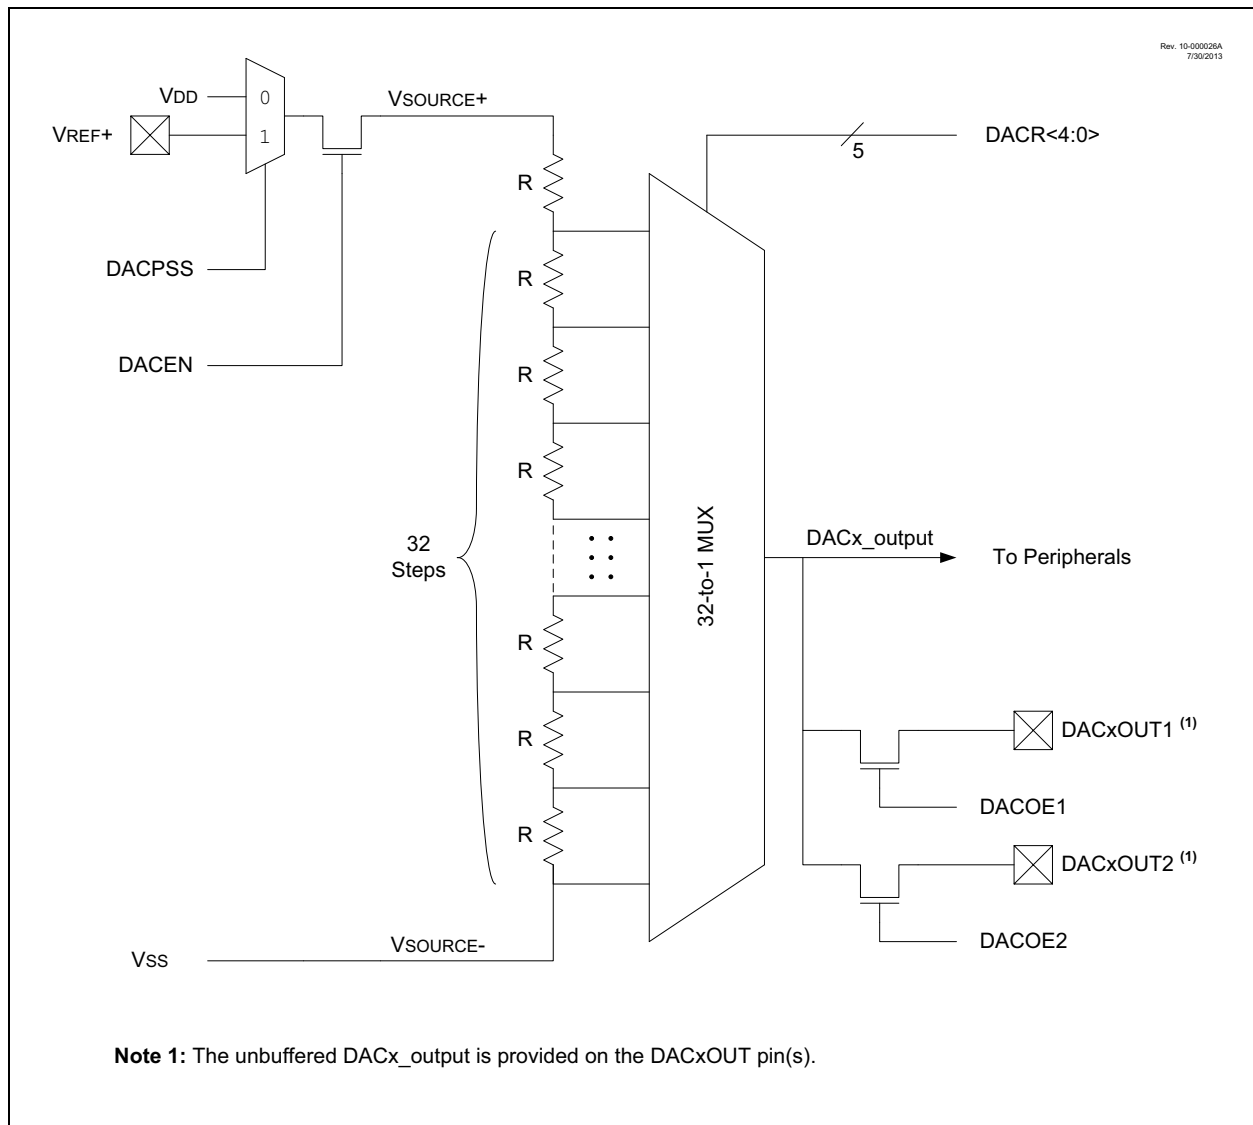 Rev. 10-000026A
7/30/2013
VDD
0
VSOURCE+
VREF+
1
DACR<4:0>
5
R
DACPSS
R
DACEN
R
R
32
Steps
32-to-1 MUX
DACx_output
To Peripherals
R
R
DACxOUT1 (1)
DACOE1
R
DACxOUT2 (1)
DACOE2
VSOURCE-
VSS
Note 1: The unbuffered DACx_output is provided on the DACxOUT pin(s).